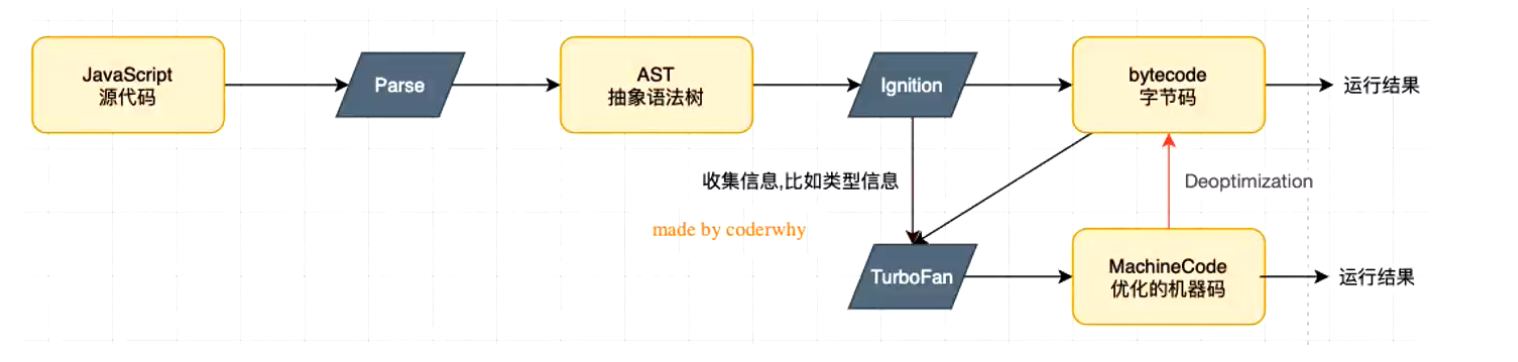 JavaScript
源代码
Parse
AST
抽象语法树
Ignition
bytecode
字节码
运行结果
收集信息,比如类型信息
Deoptimization
made by coderwhy
TurboFan
MachineCode
优化的机器码
运行结果